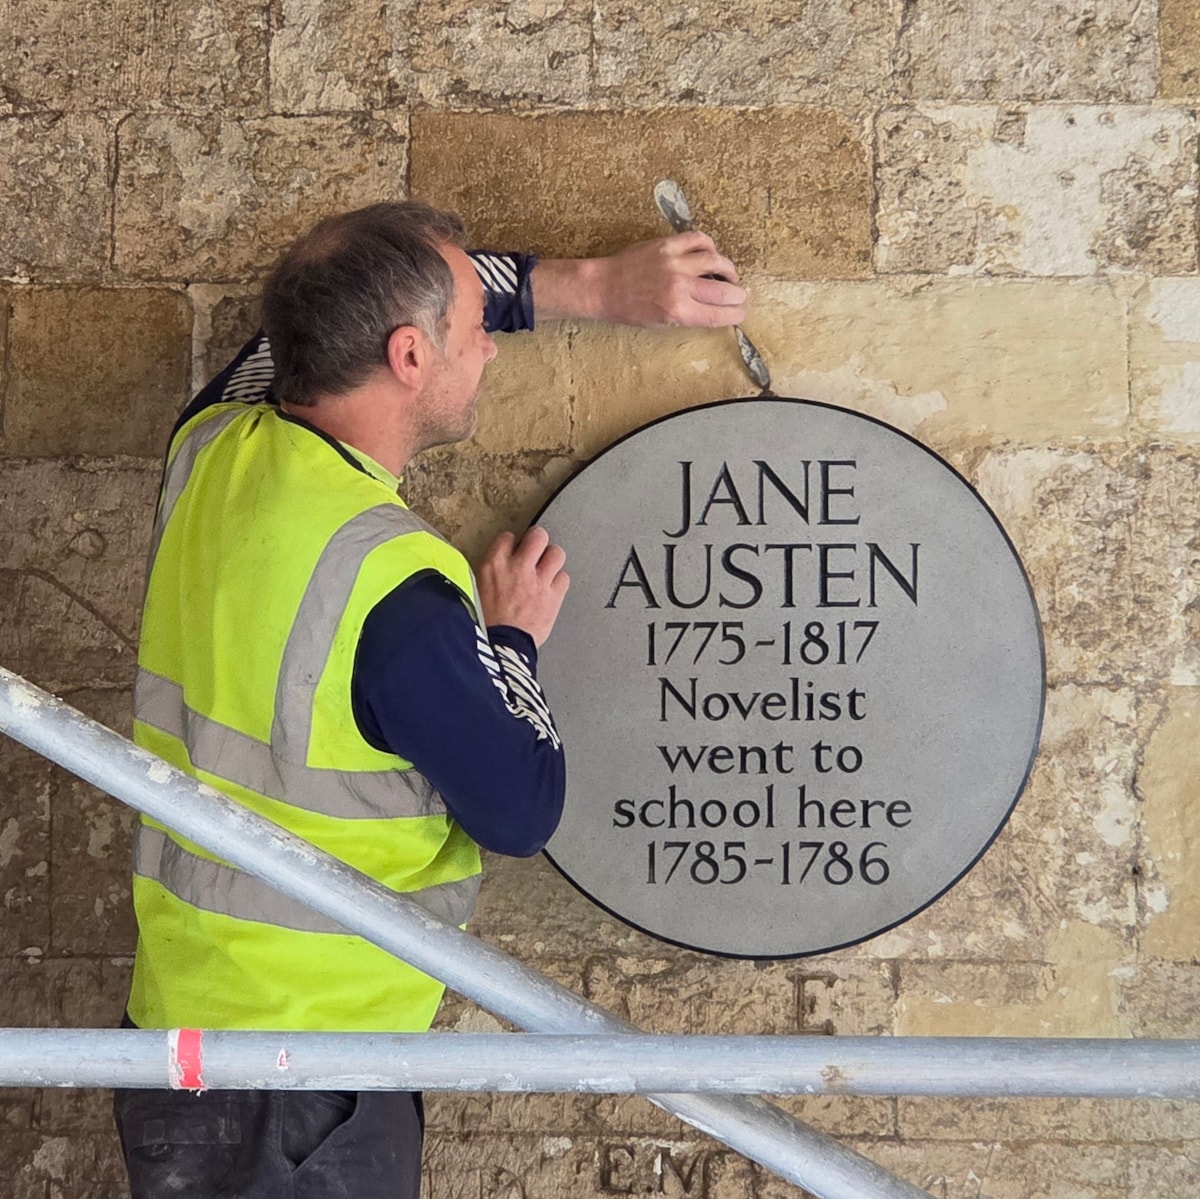 JANE
AUSTEN
1775-1817
Novelist
went to
school here
1785-1786
E
E.M